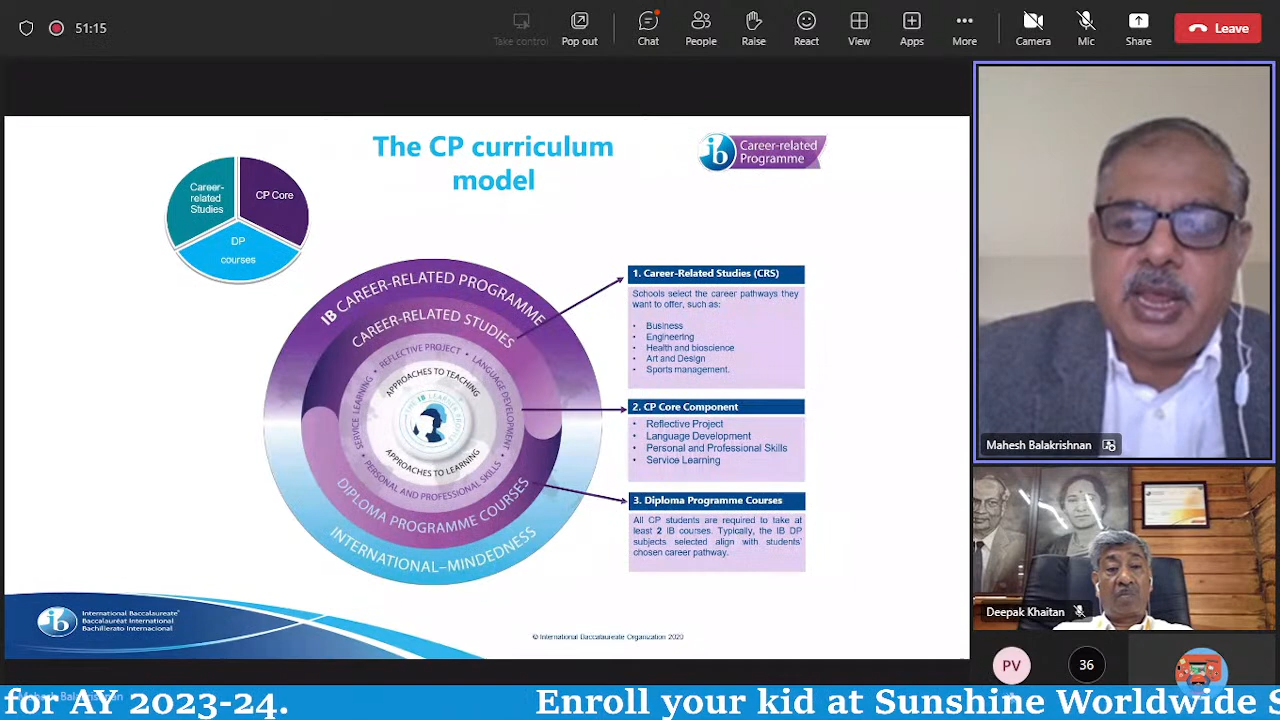 51:15
Take control
Pop out
Chat
People
Raise
React
View
Apps
More
Camera
Mic
Share
Leave
The CP curriculum
model
ib
Career-related
Programme
Career-
related
Studies
CP Core
DP
courses
IB CAREER-RELATED PROGRAMME
CAREER-RELATED STUDIES
SERVICE LEARNING • REFLECTIVE PROJECT • LANGUAGE DEVELOPMENT
APPROACHES TO TEACHING
APPROACHES TO LEARNING
• PERSONAL AND PROFESSIONAL SKILLS •
DIPLOMA PROGRAMME COURSES
INTERNATIONAL–MINDEDNESS
1. Career-Related Studies (CRS)
Schools select the career pathways they
want to offer, such as:
• Business
• Engineering
• Health and bioscience
• Art and Design
• Sports management.
2. CP Core Component
• Reflective Project
• Language Development
• Personal and Professional Skills
• Service Learning
3. Diploma Programme Courses
All CP students are required to take at
least 2 IB courses. Typically, the IB DP
subjects selected align with students'
chosen career pathway.
ib
International Baccalaureate®
Baccalauréat International
Bachillerato Internacional
© International Baccalaureate Organization 2020
Mahesh Balakrishnan
Deepak Khaitan
PV
36
Mahesh Balakrishnan
for AY 2023-24.
Enroll your kid at Sunshine Worldwide S